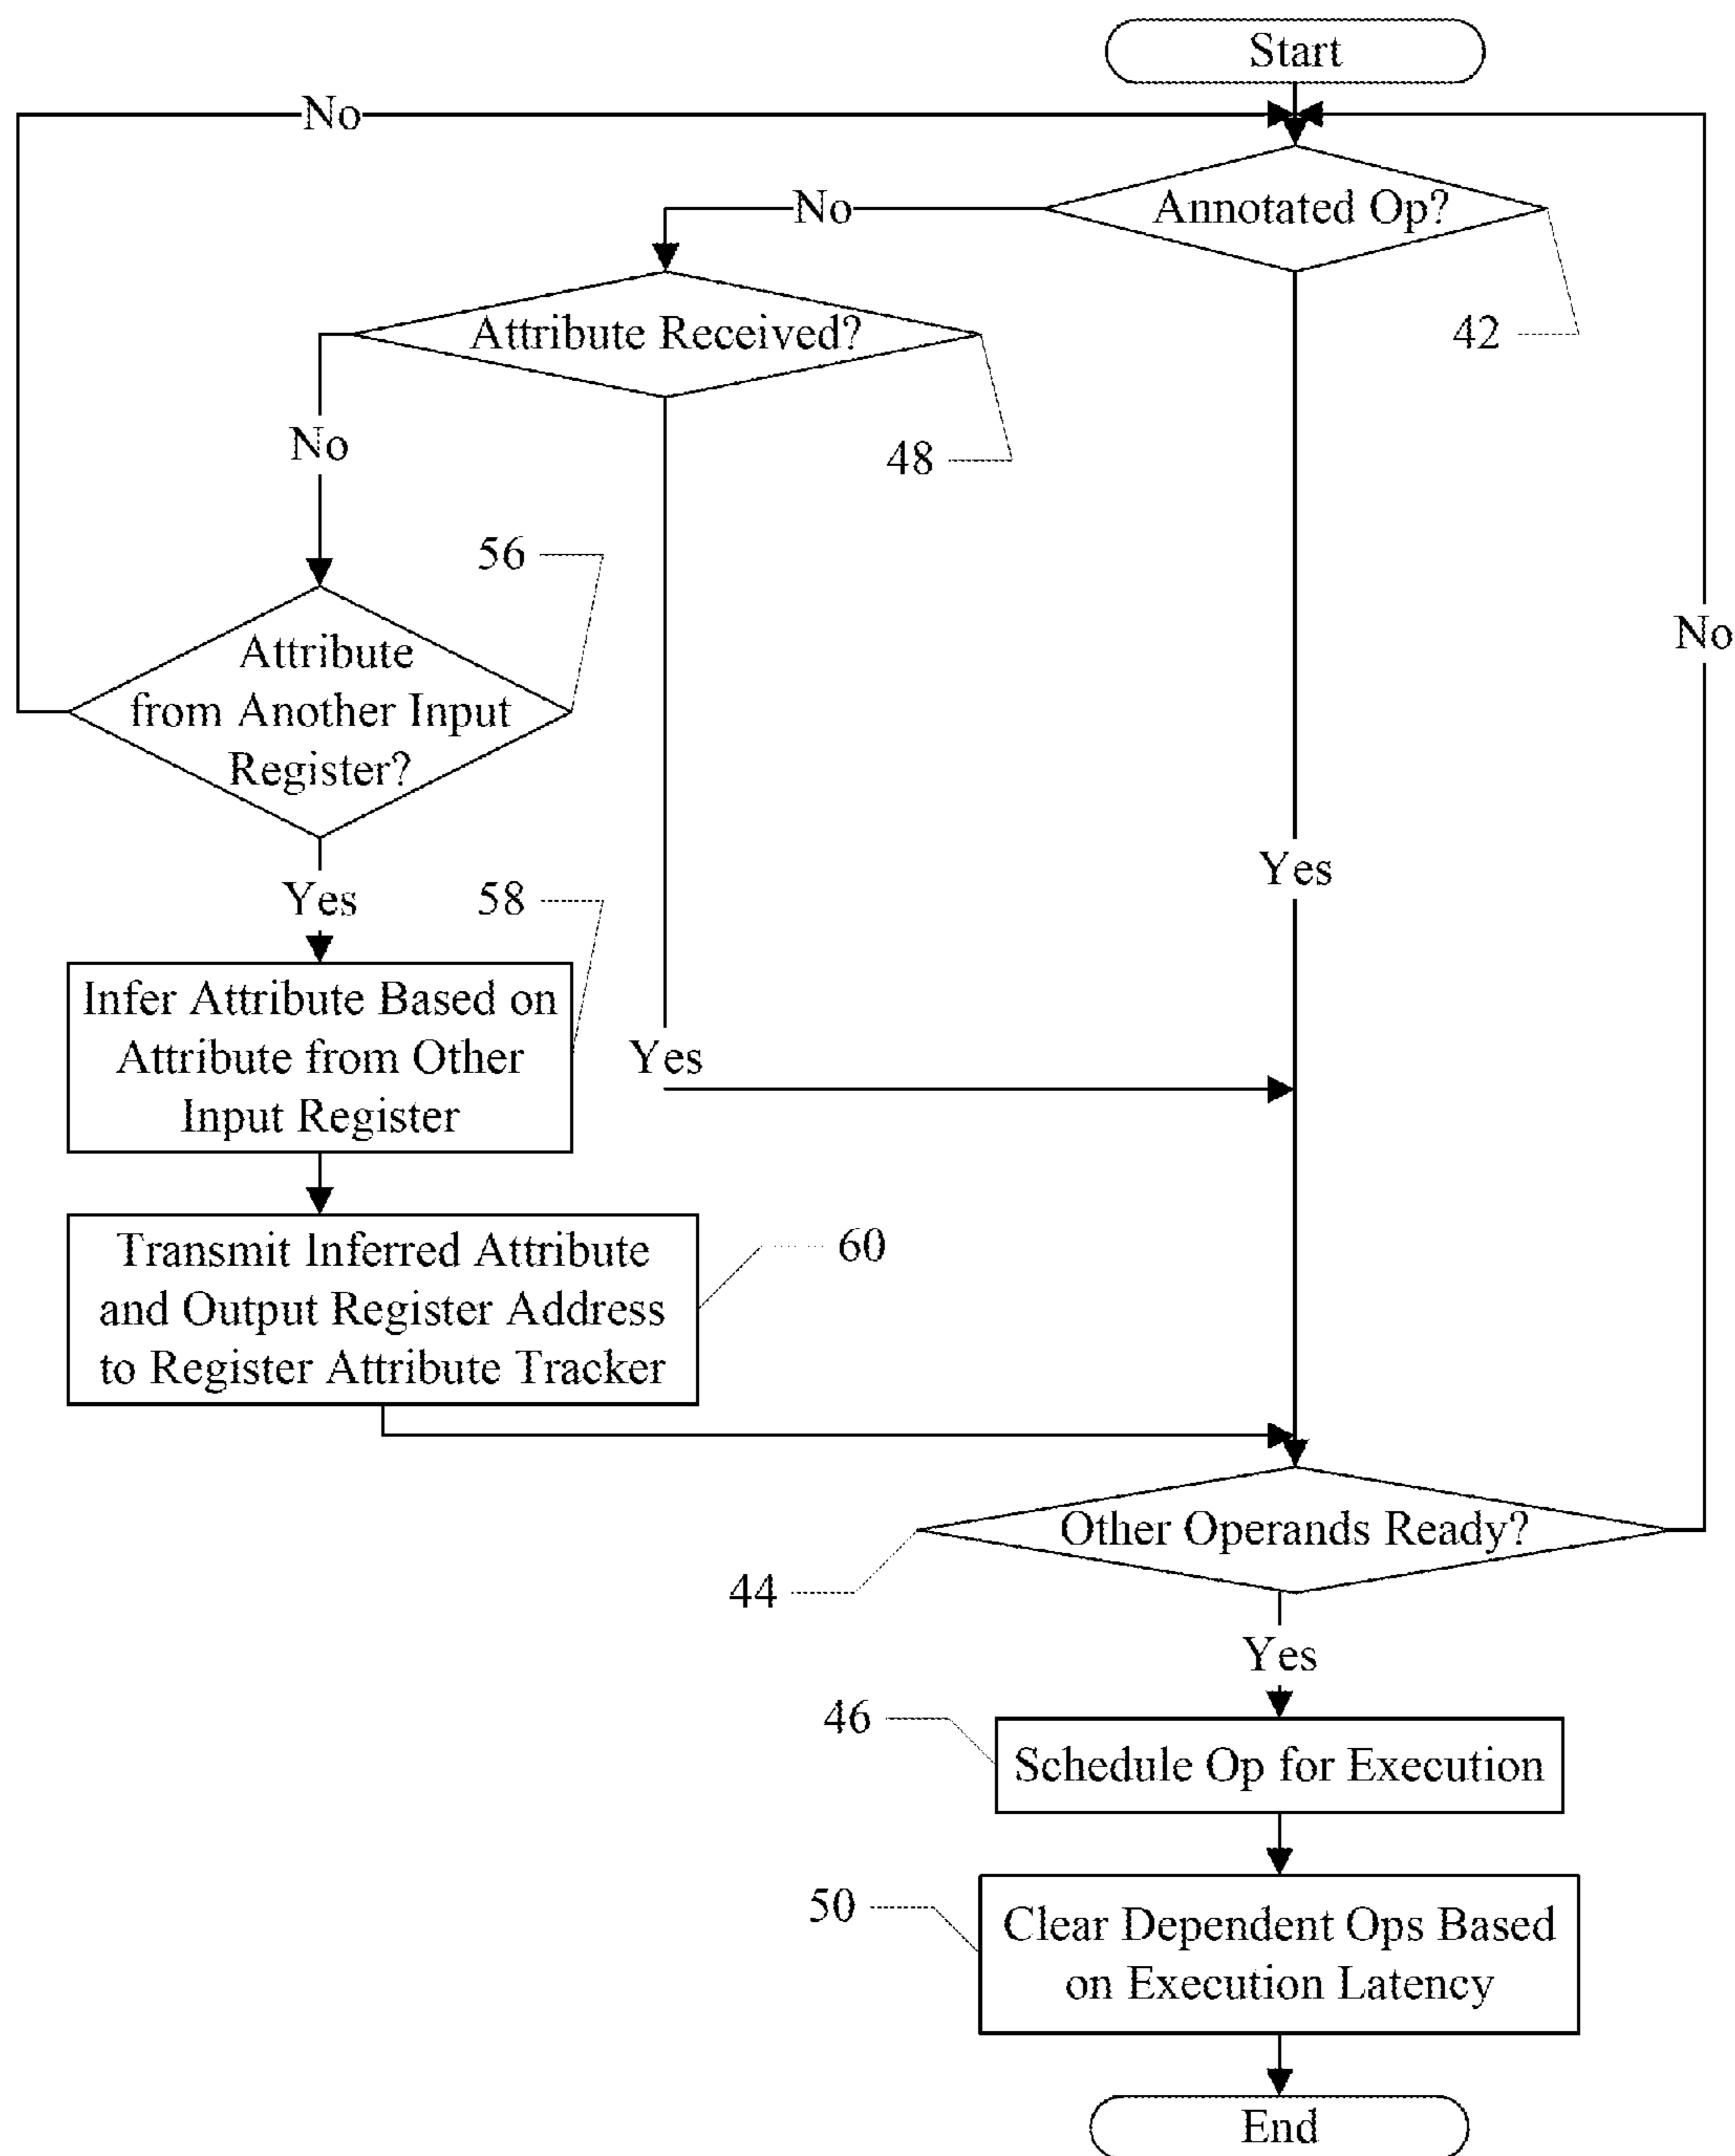 Start
No
Annotated Op?
No
42
Attribute Received?
48
No
56
Attribute
from Another Input
Register?
No
Yes
Yes
58
Infer Attribute Based on
Attribute from Other
Input Register
Yes
Transmit Inferred Attribute
and Output Register Address
to Register Attribute Tracker
60
Other Operands Ready?
44
Yes
46
Schedule Op for Execution
50
Clear Dependent Ops Based
on Execution Latency
End